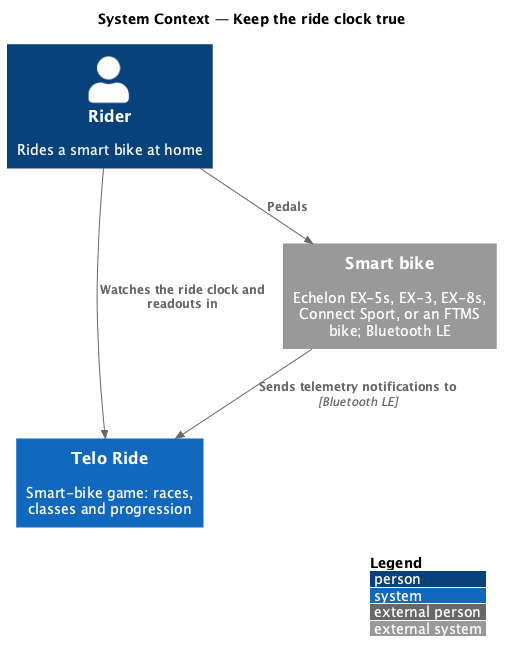 System Context — Keep the ride clock true
Rider
Rides a smart bike at home
Pedals
Smart bike
Echelon EX-5s, EX-3, EX-8s,
Connect Sport, or an FTMS
bike; Bluetooth LE
Watches the ride clock and
readouts in
Sends telemetry notifications to
[Bluetooth LE]
Telo Ride
Smart-bike game: races,
classes and progression
Legend
person
system
external person
external system